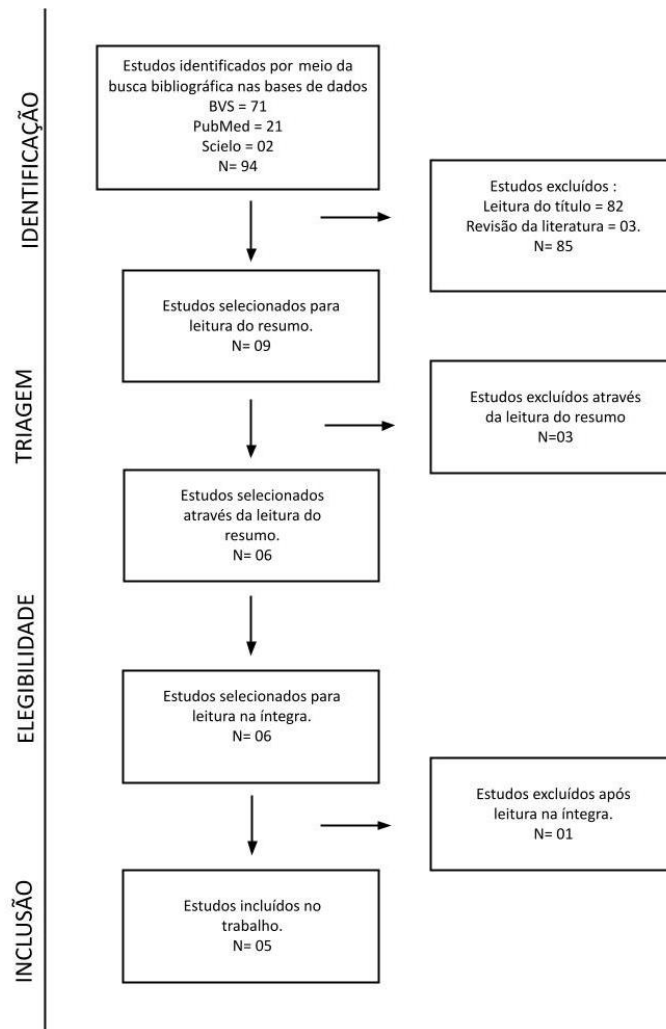 IDENTIFICAÇÃO
Estudos identificados por meio da
busca bibliográfica nas bases de dados
BVS = 71
PubMed = 21
Scielo = 02
N= 94
Estudos excluídos :
Leitura do título = 82
Revisão da literatura = 03.
N= 85
Estudos selecionados para
leitura do resumo.
N= 09
TRIAGEM
Estudos excluídos através
da leitura do resumo
N=03
Estudos selecionados
através da leitura do
resumo.
N= 06
ELEGIBILIDADE
Estudos selecionados para
leitura na íntegra.
N= 06
Estudos excluídos após
leitura na íntegra.
N= 01
INCLUSÃO
Estudos incluídos no
trabalho.
N= 05